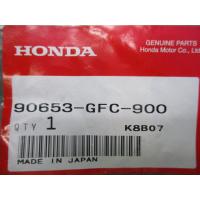 HONDA
GENUINE PARTS
Honda Motor Co., Ltd.
90653-GFC-900
QTY 1 K8B07
MADE IN JAPAN